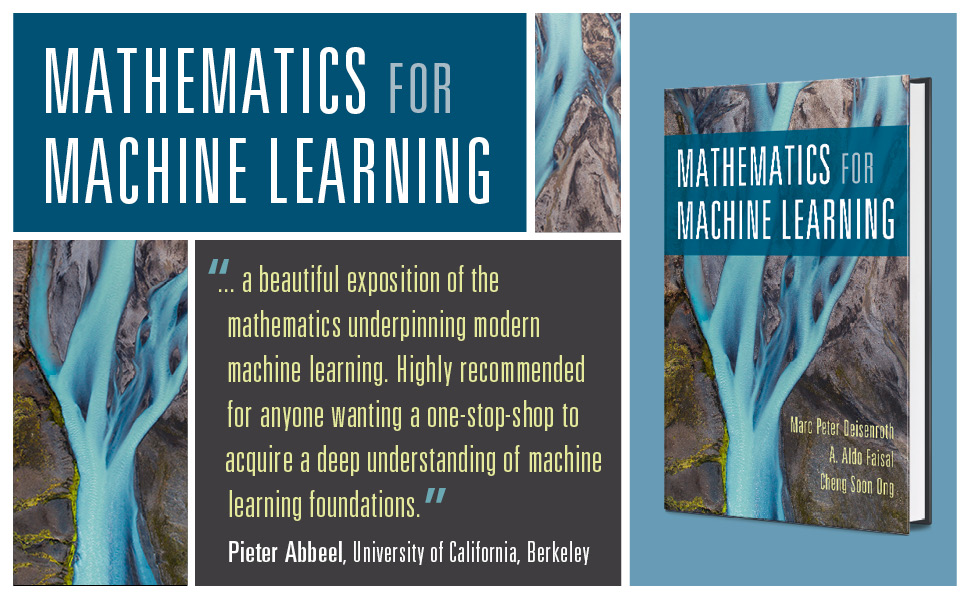 MATHEMATICS FOR
MACHINE LEARNING
“... a beautiful exposition of the
mathematics underpinning modern
machine learning. Highly recommended
for anyone wanting a one-stop-shop to
acquire a deep understanding of machine
learning foundations.”
Pieter Abbeel, University of California, Berkeley
MATHEMATICS FOR
MACHINE LEARNING
Marc Peter Deisenroth
A. Aldo Faisal
Cheng Soon Ong